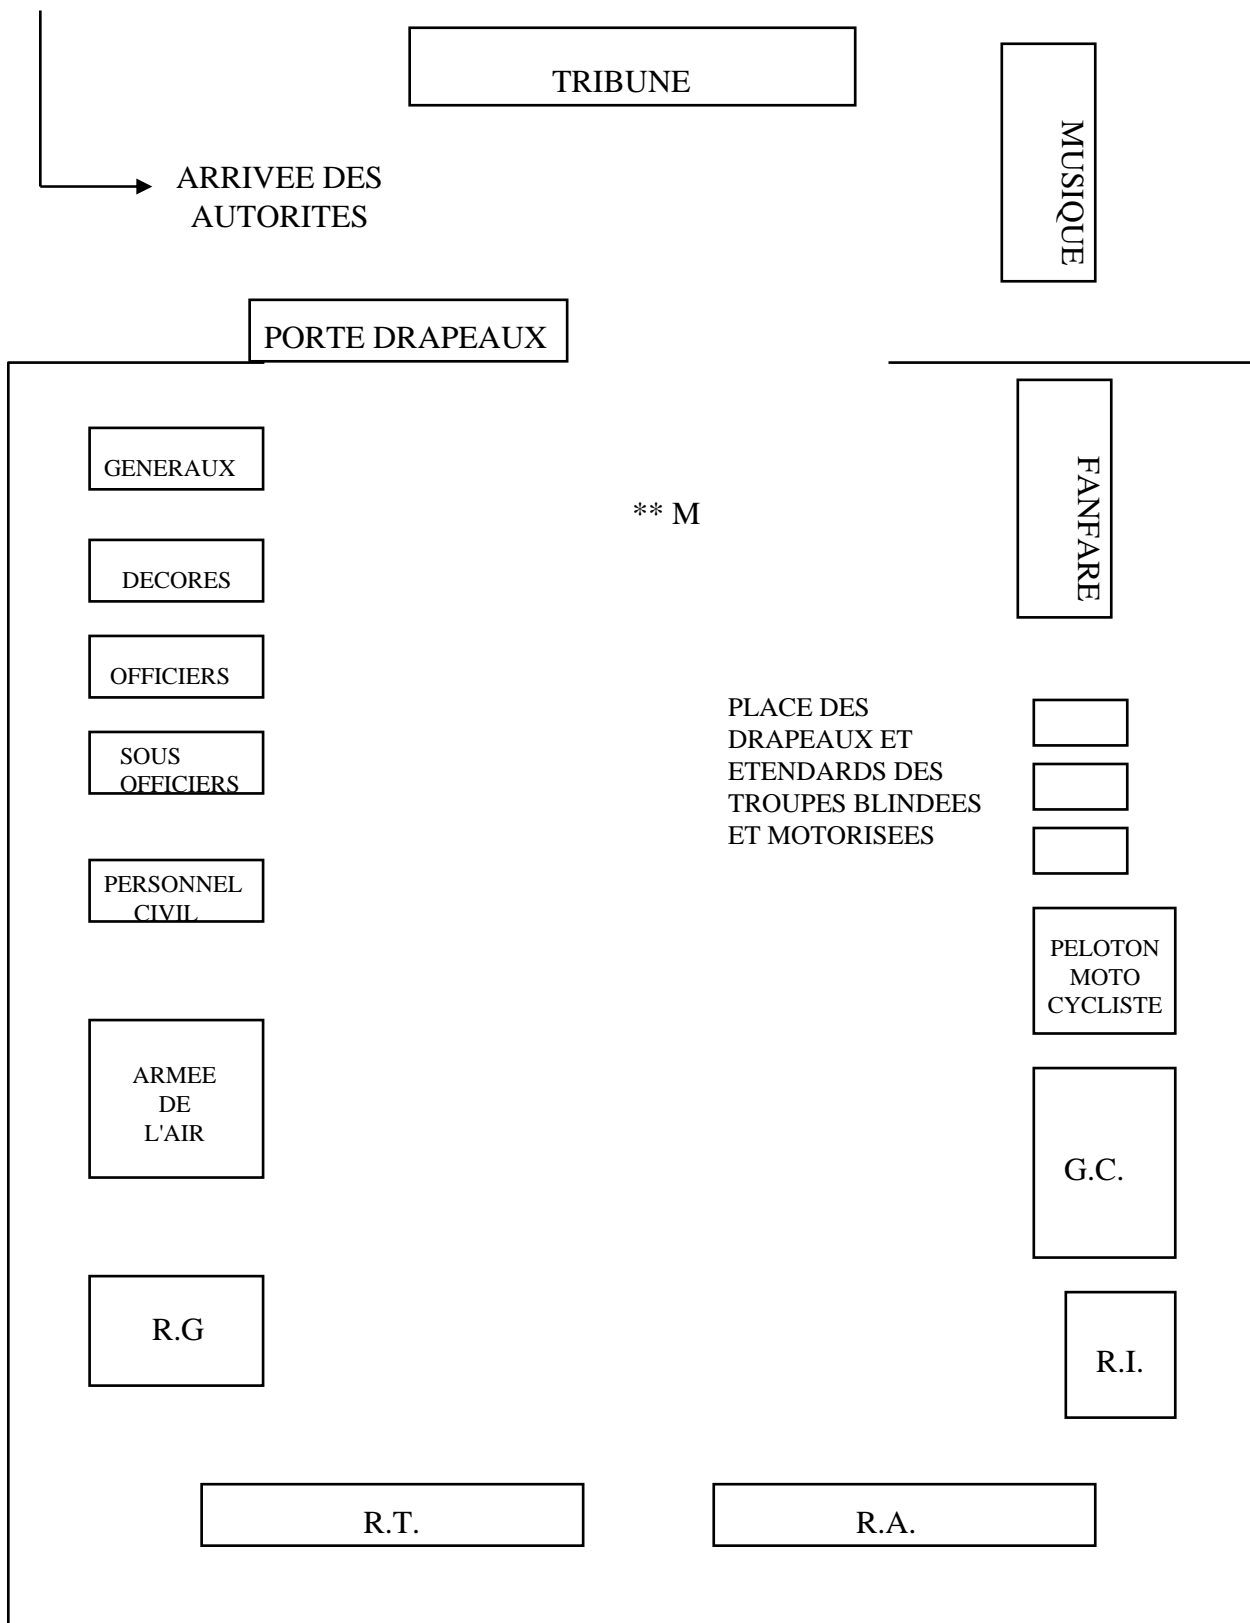 TRIBUNE
MUSIQUE
ARRIVEE DES
AUTORITES
PORTE DRAPEAUX
GENERAUX
** M
FANFARE
DECORES
OFFICIERS
SOUS
OFFICIERS
PLACE DES
DRAPEAUX ET
ETENDARDS DES
TROUPES BLINDEES
ET MOTORISEES
PERSONNEL
CIVIL
PELOTON
MOTO
CYCLISTE
ARMEE
DE
L'AIR
G.C.
R.G
R.I.
R.T.
R.A.